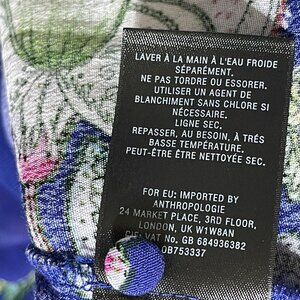 LAVER À LA MAIN À L'EAU FROIDE
SÉPARÉMENT.
NE PAS TORDRE OU ESSORER.
UTILISER UN AGENT DE
BLANCHIMENT SANS CHLORE SI
NÉCESSAIRE.
LIGNE SEC.
REPASSER, AU BESOIN, À TRÉS
BASSE TEMPÉRATURE.
PEUT-ÊTRE ÊTRE NETTOYÉE SEC.
FOR EU: IMPORTED BY
ANTHROPOLOGIE
24 MARKET PLACE, 3RD FLOOR,
LONDON, UK W1W8AN
VAT No. GB 684936382
0B753337